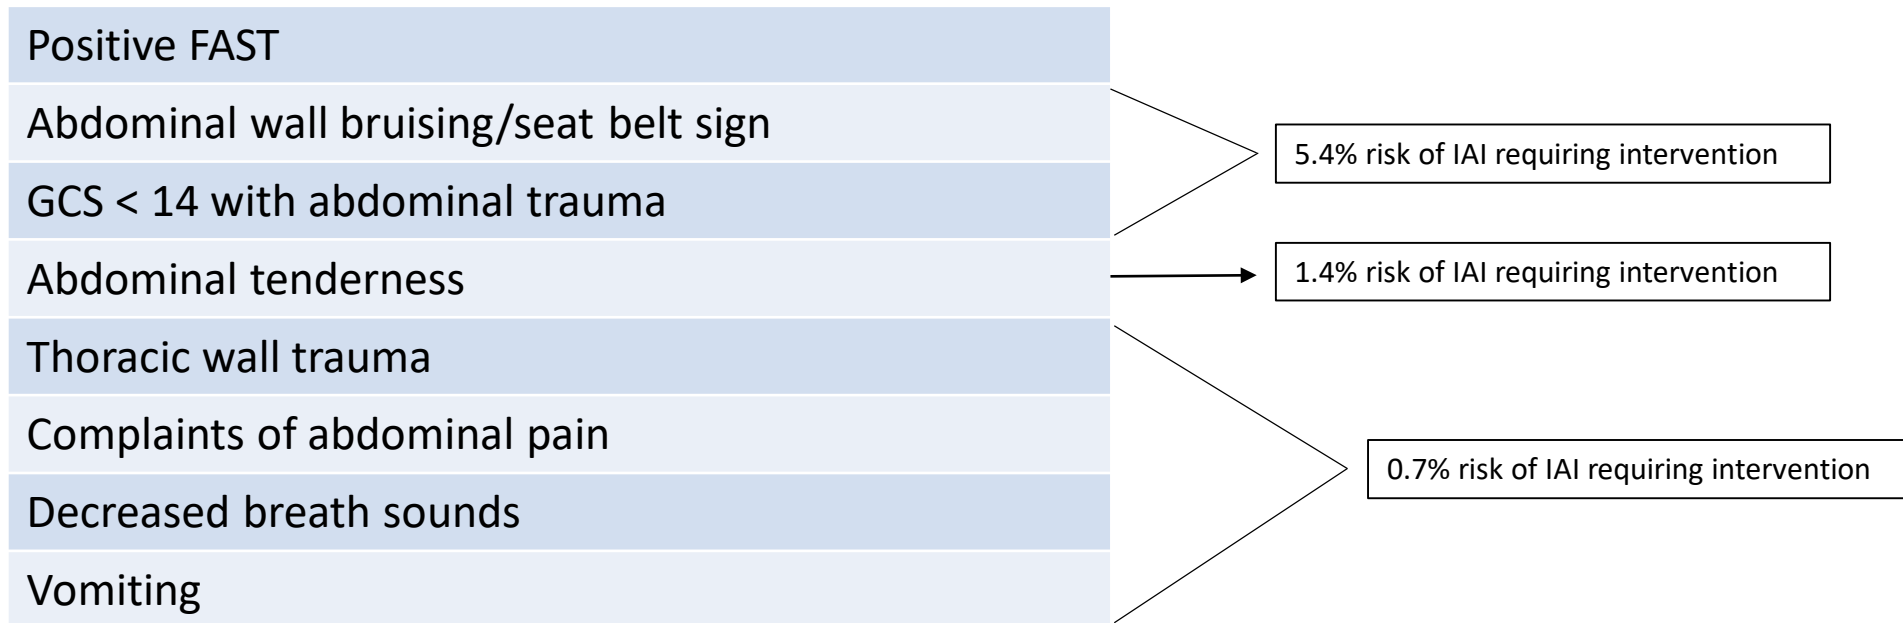 Positive FAST
Abdominal wall bruising/seat belt sign
5.4% risk of IAI requiring intervention
GCS < 14 with abdominal trauma
Abdominal tenderness
1.4% risk of IAI requiring intervention
Thoracic wall trauma
Complaints of abdominal pain
0.7% risk of IAI requiring intervention
Decreased breath sounds
Vomiting